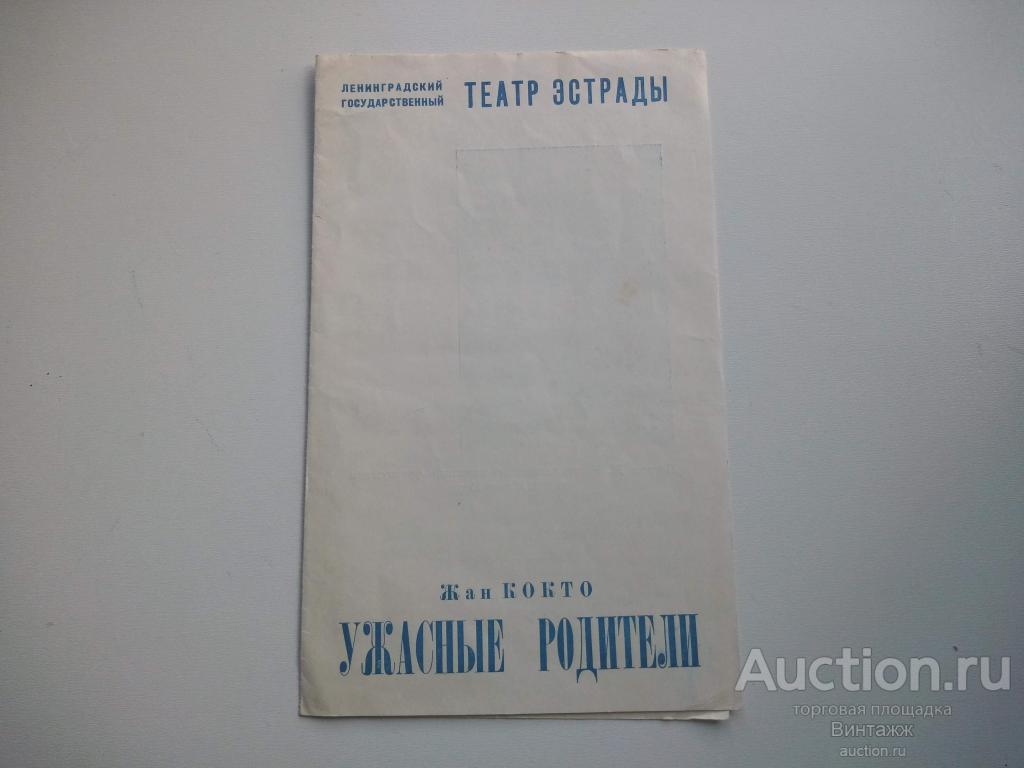 ЛЕНИНГРАДСКИЙ
ГОСУДАРСТВЕННЫЙ
ТЕАТР ЭСТРАДЫ
Жан КОКТО
УЖАСНЫЕ РОДИТЕЛИ
Auction.ru
торговая площадка
Винтажж
auction.ru